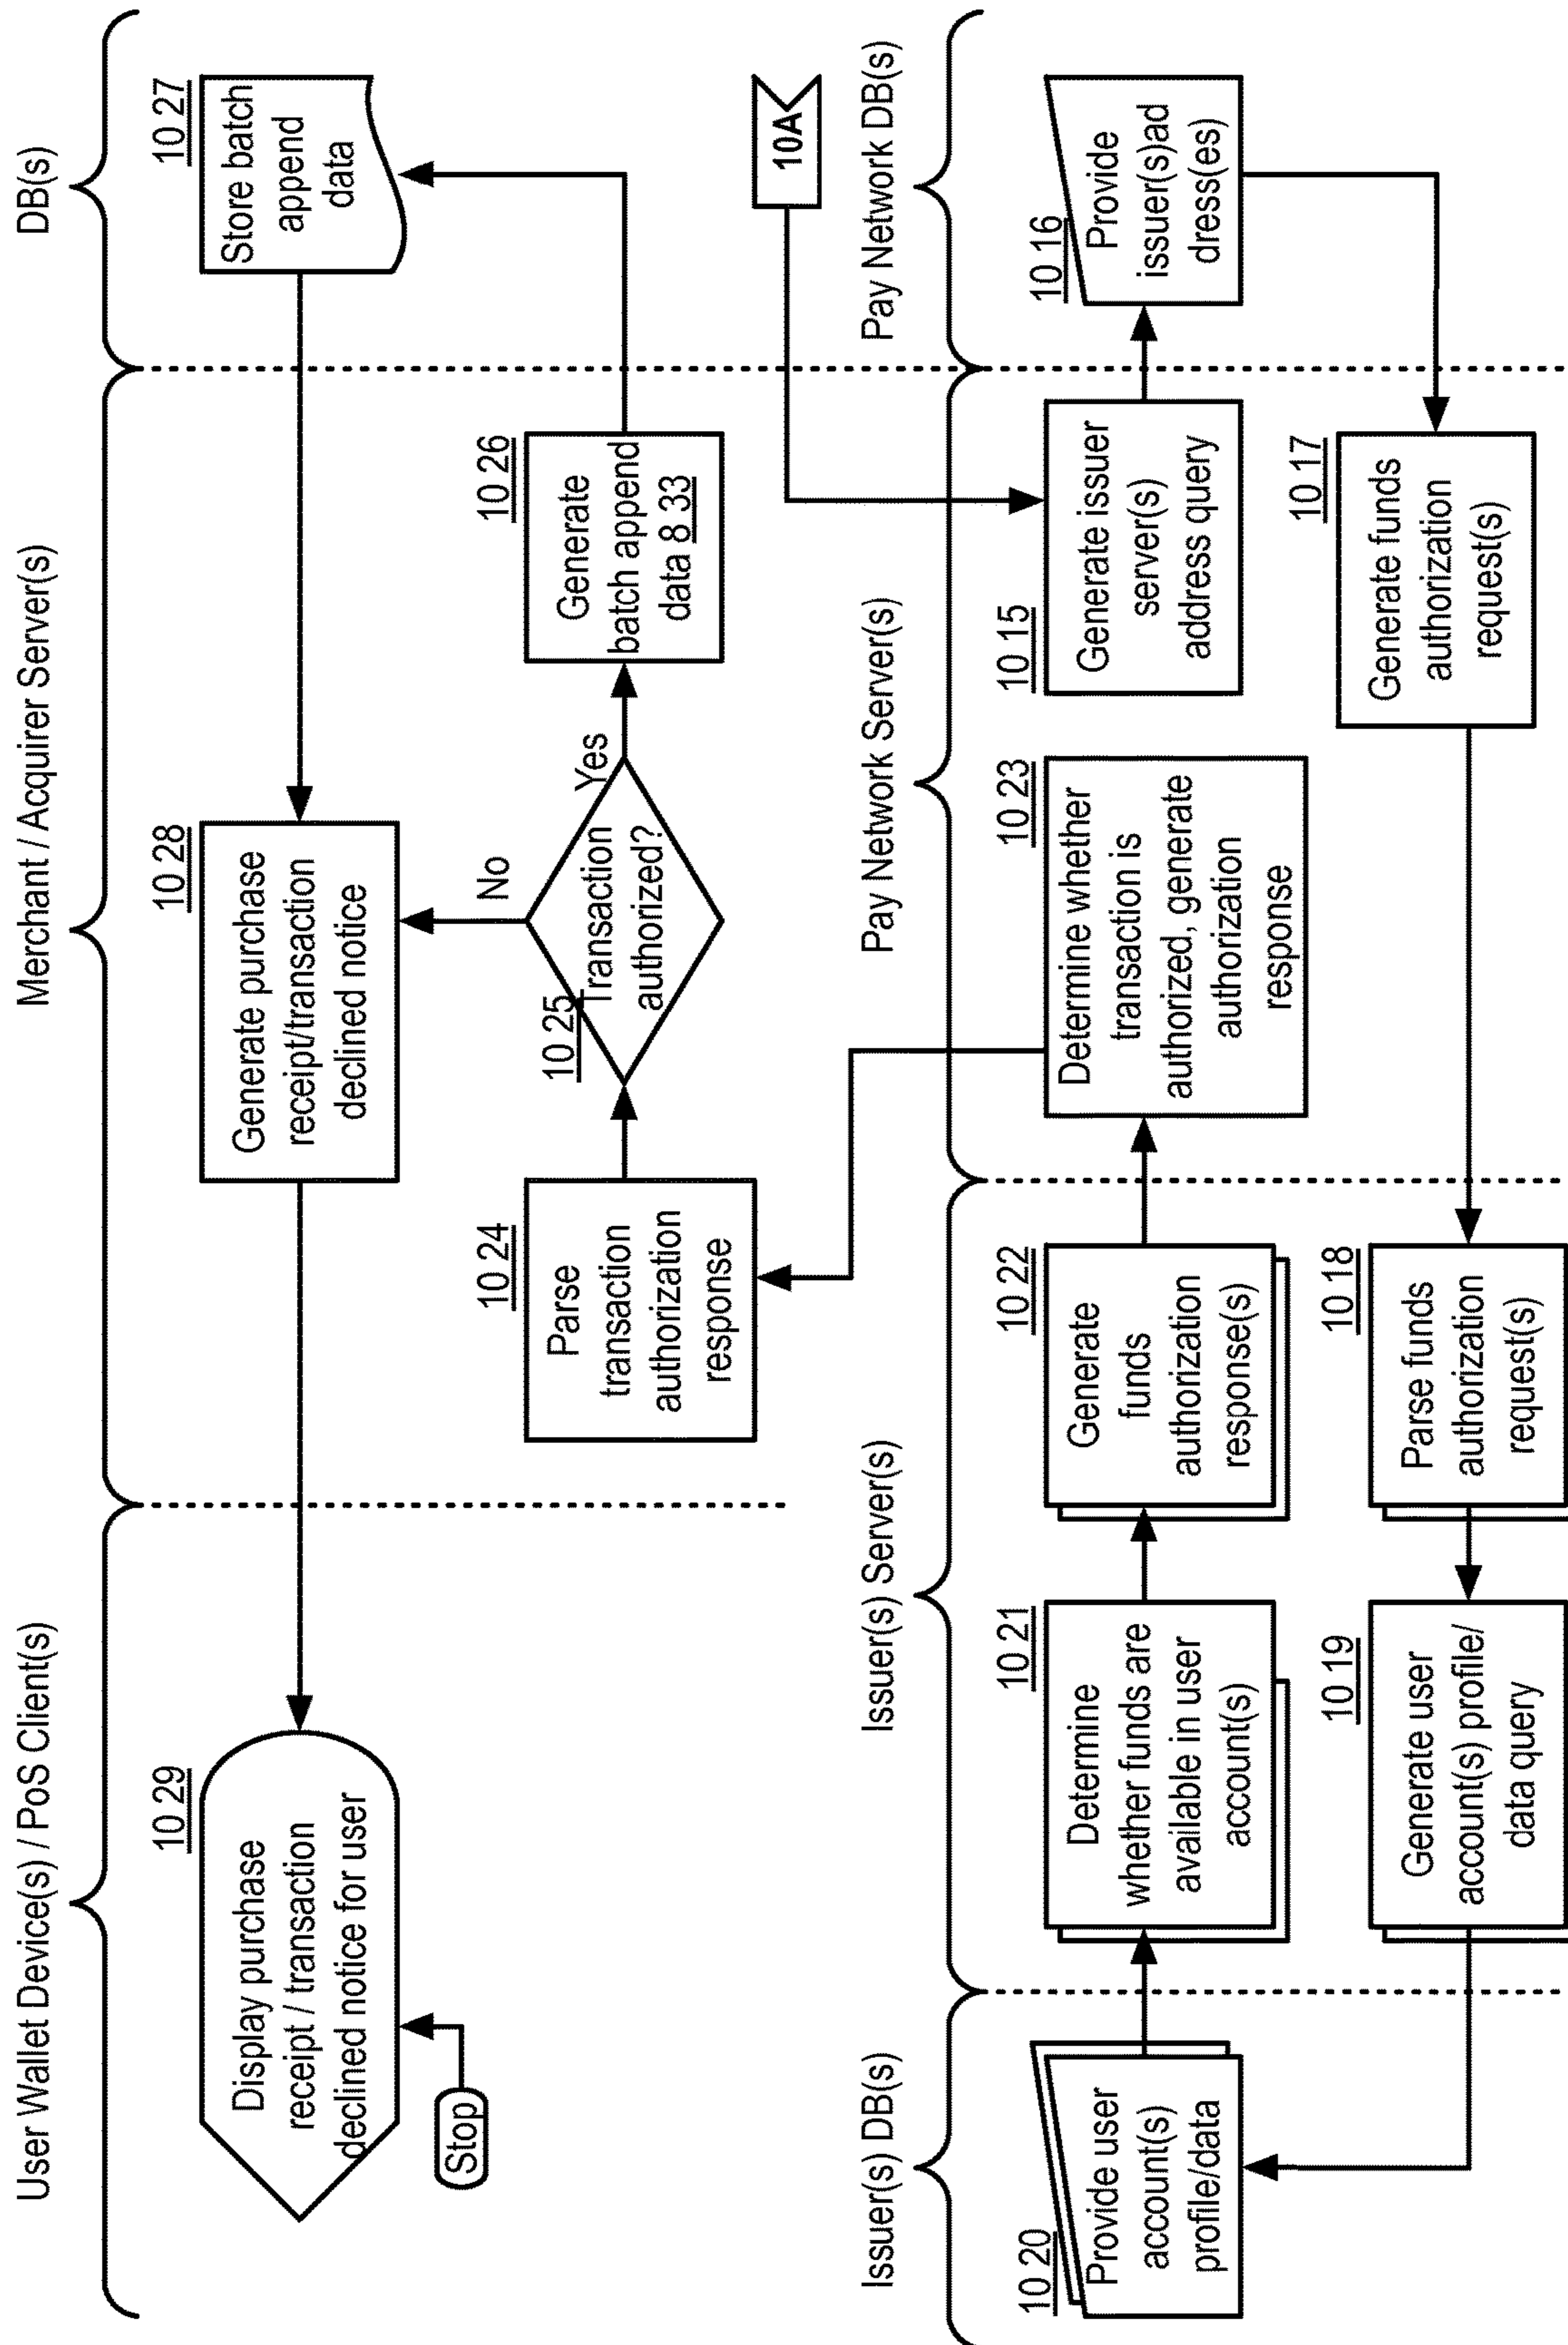 User Wallet Device(s) / PoS Client(s)
Merchant / Acquirer Server(s)
DB(s)
10 29
Display purchase
receipt / transaction
declined notice for user
Stop
10 28
Generate purchase
receipt/transaction
declined notice
10 27
Store batch
append
data
10 24
Parse
transaction
authorization
response
10 25
Transaction
authorized?
No
Yes
10 26
Generate
batch append
data 8 33
10A
Issuer(s) DB(s)
Issuer(s) Server(s)
Pay Network Server(s)
Pay Network DB(s)
10 20
Provide user
account(s)
profile/data
10 21
Determine
whether funds are
available in user
account(s)
10 22
Generate
funds
authorization
response(s)
10 23
Determine whether
transaction is
authorized, generate
authorization
response
10 15
Generate issuer
server(s)
address query
10 16
Provide
issuer(s)ad
dress(es)
10 19
Generate user
account(s) profile/
data query
10 18
Parse funds
authorization
request(s)
10 17
Generate funds
authorization
request(s)